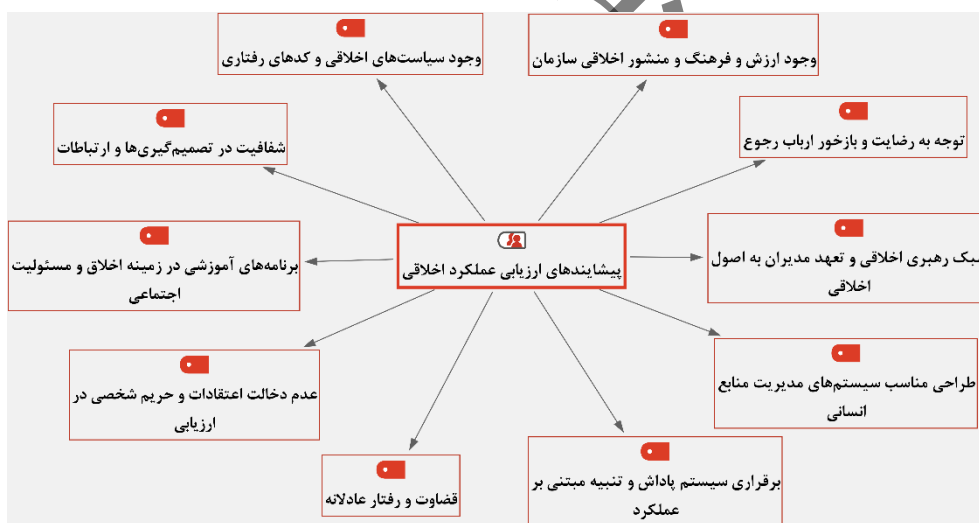 وجود ارزش و فرهنگ و منشور اخلاقی سازمان
وجود سیاست‌های اخلاقی و کدهای رفتاری
توجه به رضایت و بازخور ارباب رجوع
شفافیت در تصمیم‌گیری‌ها و ارتباطات
سبک رهبری اخلاقی و تعهد مدیران به اصول
اخلاقی
پیشایندهای ارزیابی عملکرد اخلاقی
برنامه‌های آموزشی در زمینه اخلاق و مسئولیت
اجتماعی
طراحی مناسب سیستم‌های مدیریت منابع
انسانی
عدم دخالت اعتقادات و حریم شخصی در
ارزیابی
برقراری سیستم پاداش و تنبیه مبتنی بر
عملکرد
قضاوت و رفتار عادلانه